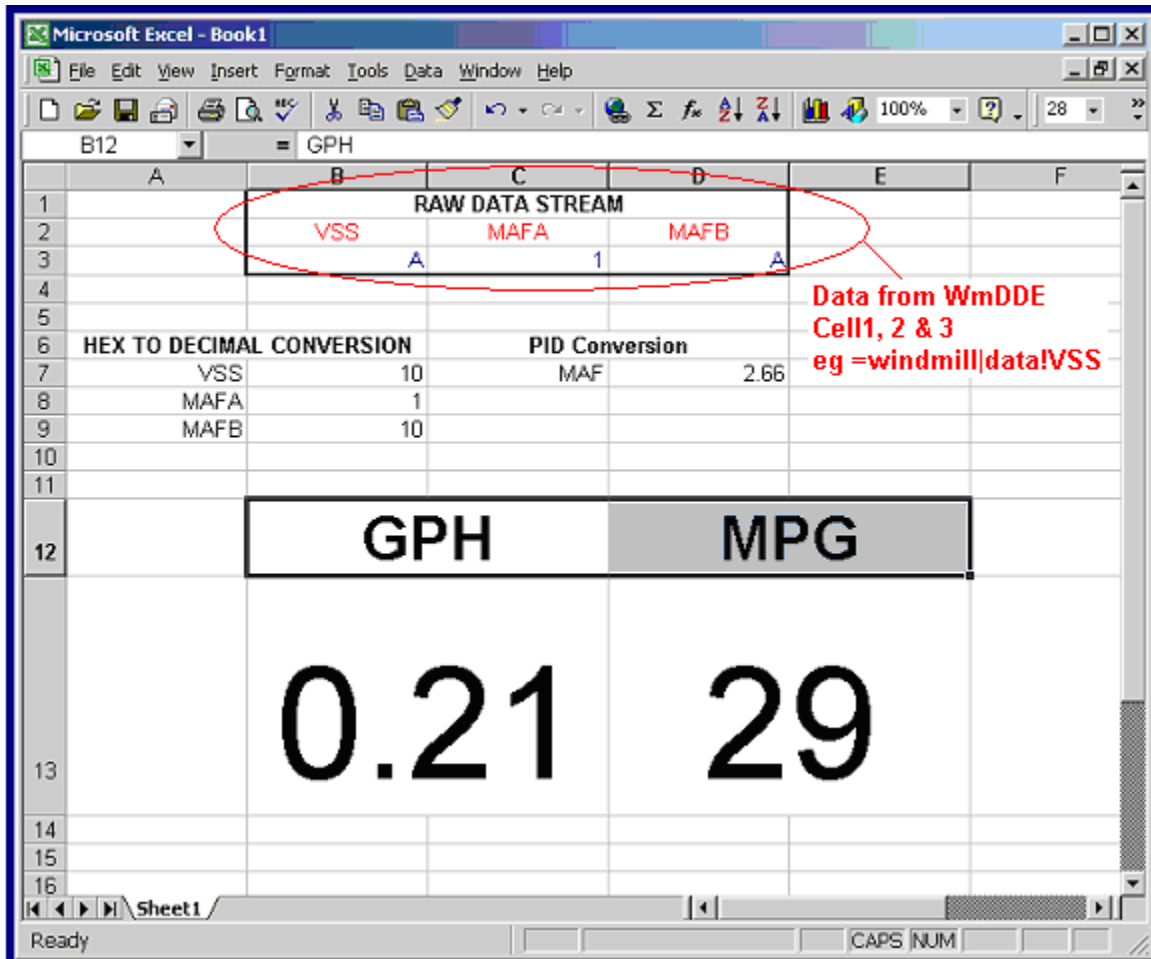 Microsoft Excel - Book1
File Edit View Insert Format Tools Data Window Help
100% 28
B12 = GPH
A B C D E F
1 RAW DATA STREAM
2 VSS MAFA MAFB
3 A 1 A
4
Data from WmDDE
5
Cell1, 2 & 3
6 HEX TO DECIMAL CONVERSION PID Conversion
eg =windmill|data!VSS
7 VSS 10 MAF 2.66
8 MAFA 1
9 MAFB 10
10
11
12 GPH MPG
13 0.21 29
14
15
16
Sheet1
Ready CAPS NUM